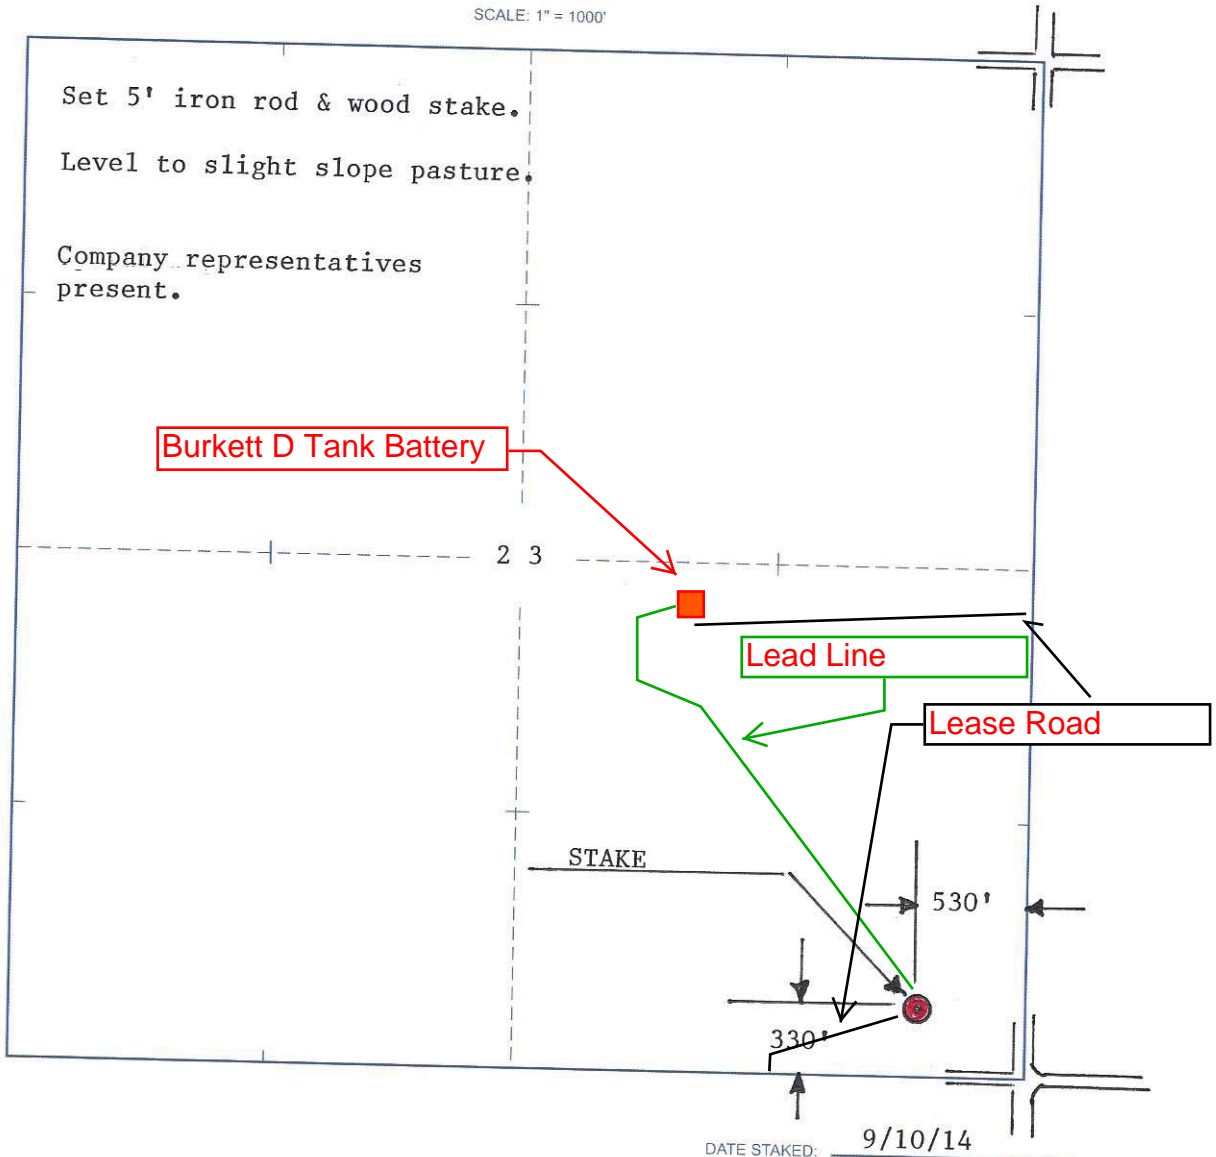 SCALE: 1" = 1000'
Set 5' iron rod & wood stake.
Level to slight slope pasture.
Company representatives
present.
Burkett D Tank Battery
2 3
Lead Line
Lease Road
STAKE
530'
330'
DATE STAKED: 9/10/14